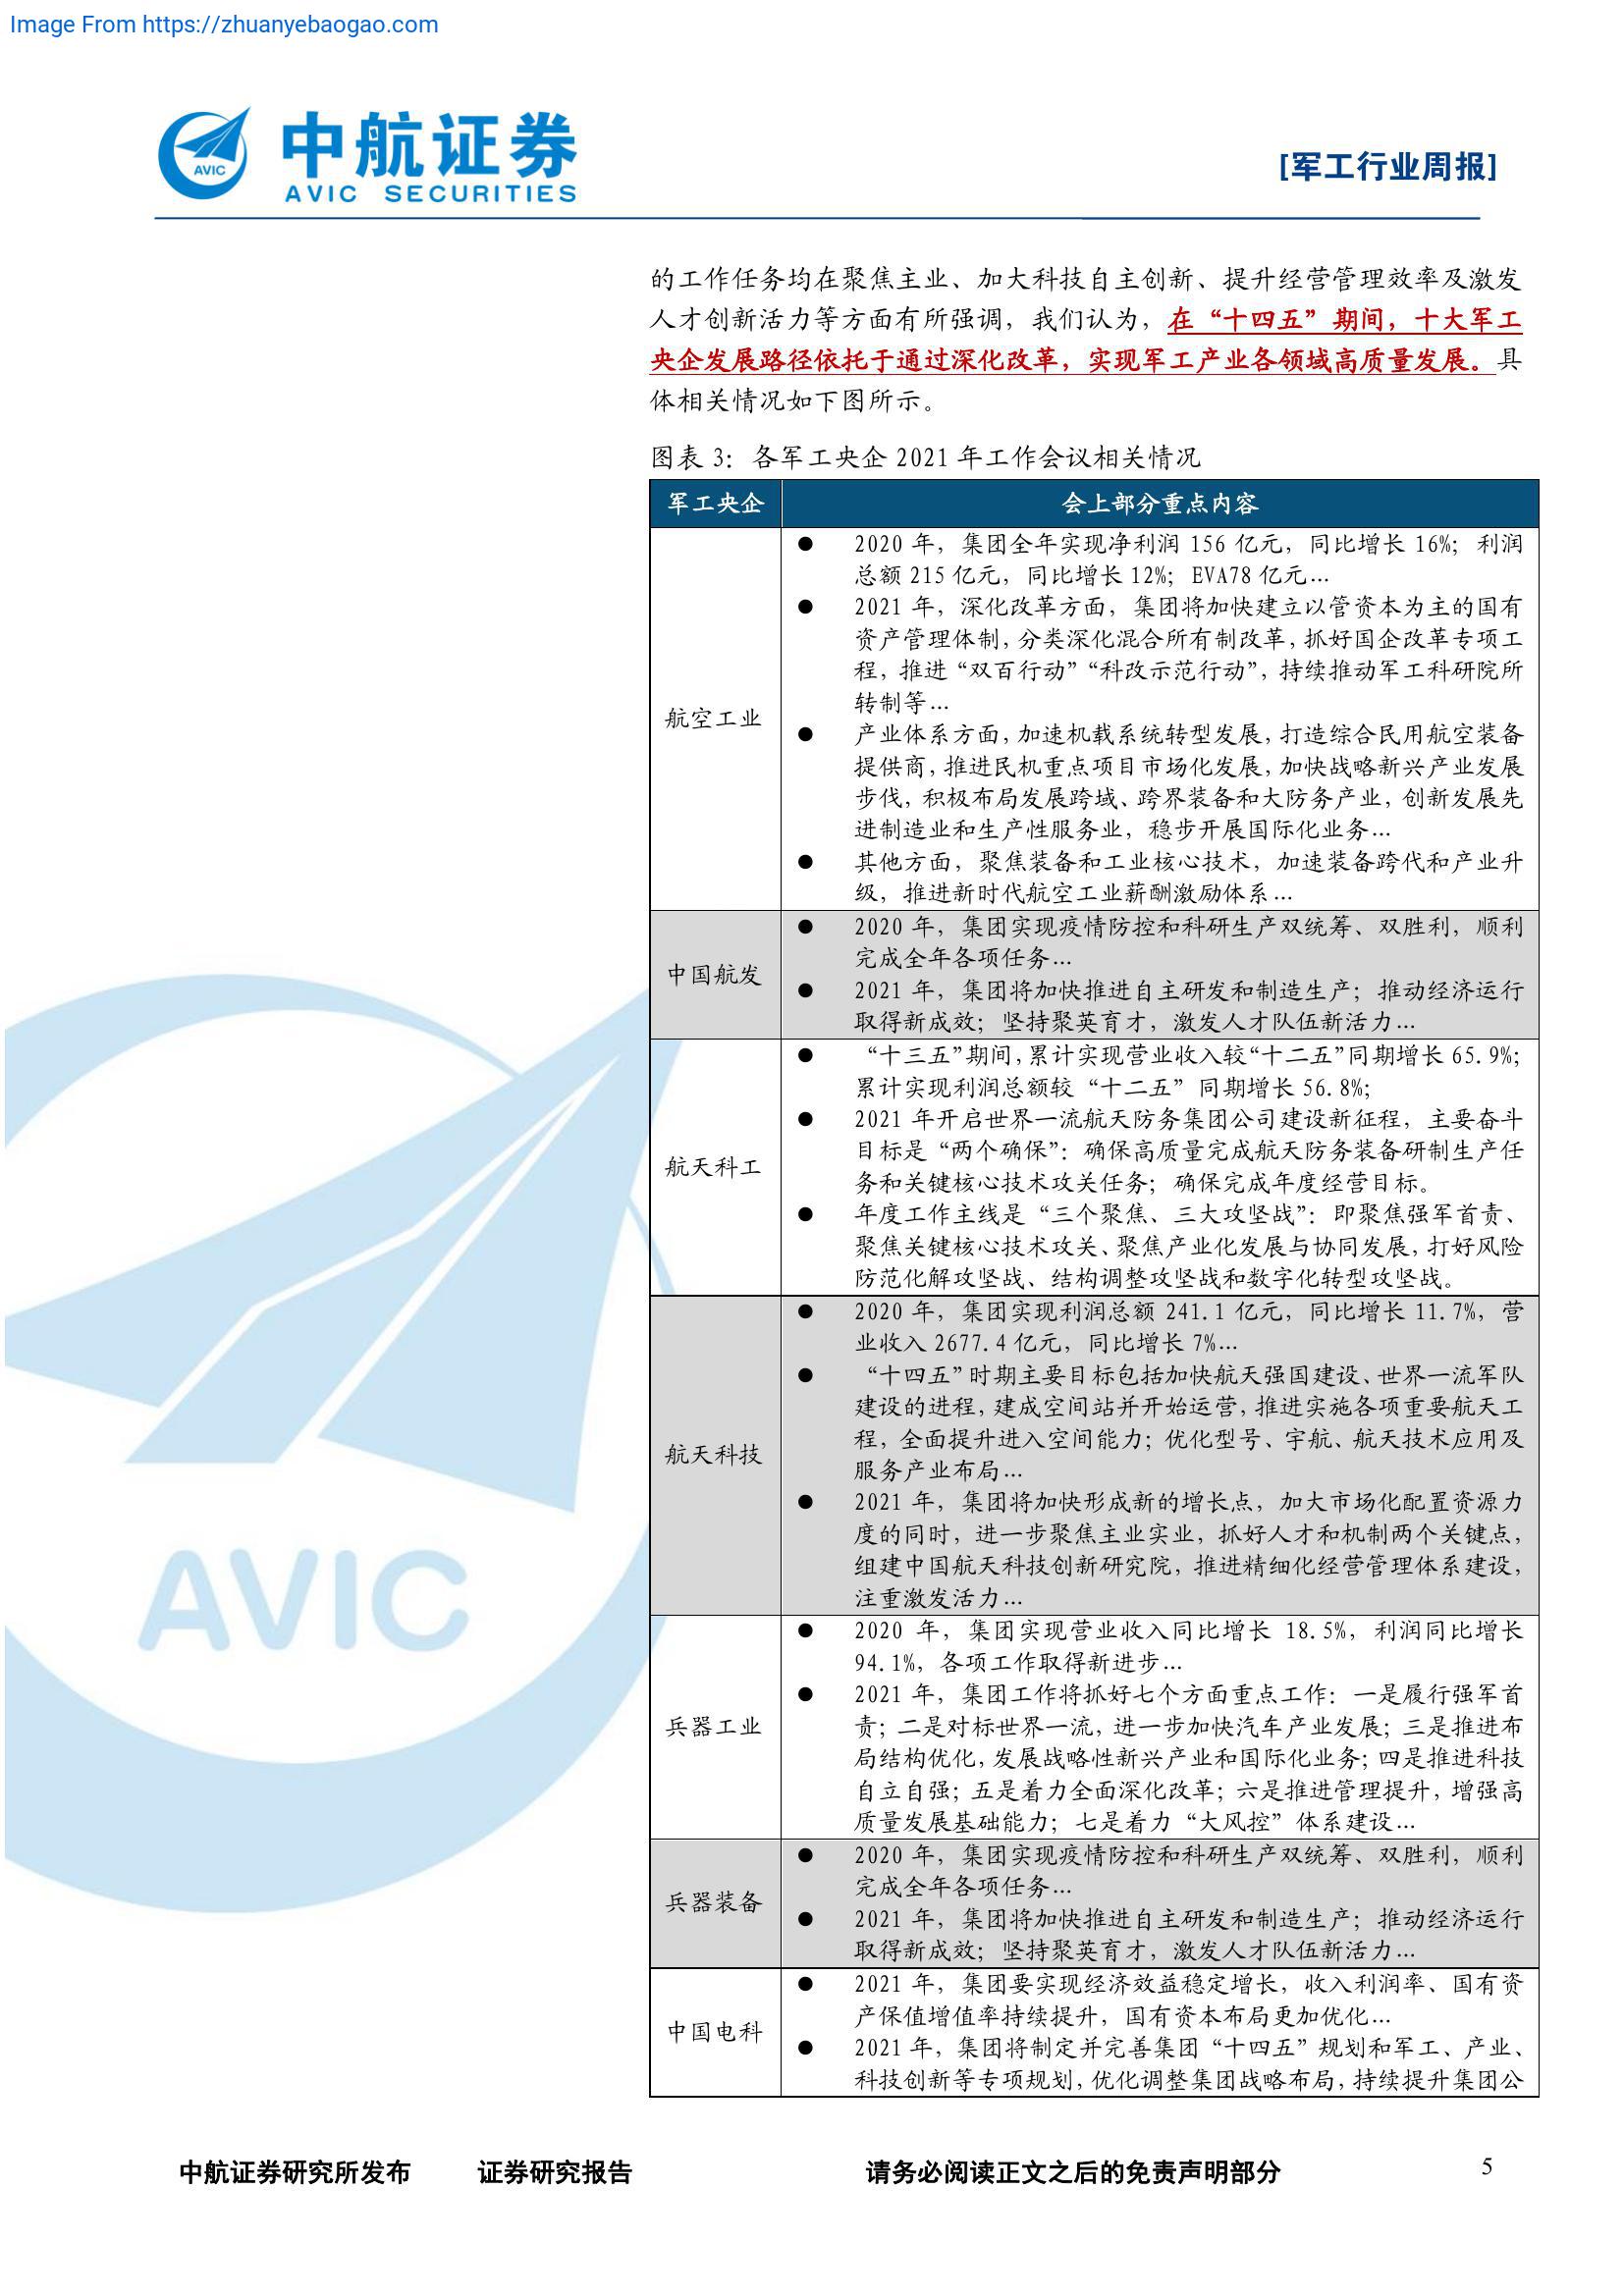 Image From https://zhuanyebaogao.com
AVIC
中航证券
AVIC SECURITIES
[军工行业周报]
的工作任务均在聚焦主业、加大科技自主创新、提升经营管理效率及激发
人才创新活力等方面有所强调，我们认为，在“十四五”期间，十大军工
央企发展路径依托于通过深化改革，实现军工产业各领域高质量发展。具
体相关情况如下图所示。
图表 3：各军工央企 2021 年工作会议相关情况
军工央企 会上部分重点内容
航空工业
● 2020 年，集团全年实现净利润 156 亿元，同比增长 16%；利润
总额 215 亿元，同比增长 12%；EVA78 亿元…
● 2021 年，深化改革方面，集团将加快建立以管资本为主的国有
资产管理体制，分类深化混合所有制改革，抓好国企改革专项工
程，推进“双百行动”“科改示范行动”，持续推动军工科研院所
转制等…
● 产业体系方面，加速机载系统转型发展，打造综合民用航空装备
提供商，推进民机重点项目市场化发展，加快战略新兴产业发展
步伐，积极布局发展跨域、跨界装备和大防务产业，创新发展先
进制造业和生产性服务业，稳步开展国际化业务…
● 其他方面，聚焦装备和工业核心技术，加速装备跨代和产业升
级，推进新时代航空工业薪酬激励体系…
中国航发
● 2020 年，集团实现疫情防控和科研生产双统筹、双胜利，顺利
完成全年各项任务…
● 2021 年，集团将加快推进自主研发和制造生产；推动经济运行
取得新成效；坚持聚英育才，激发人才队伍新活力…
航天科工
● “十三五”期间，累计实现营业收入较“十二五”同期增长 65.9%；
累计实现利润总额较“十二五”同期增长 56.8%；
● 2021 年开启世界一流航天防务集团公司建设新征程，主要奋斗
目标是“两个确保”：确保高质量完成航天防务装备研制生产任
务和关键核心技术攻关任务；确保完成年度经营目标。
● 年度工作主线是“三个聚焦、三大攻坚战”：即聚焦强军首责、
聚焦关键核心技术攻关、聚焦产业化发展与协同发展，打好风险
防范化解攻坚战、结构调整攻坚战和数字化转型攻坚战。
航天科技
● 2020 年，集团实现利润总额 241.1 亿元，同比增长 11.7%，营
业收入 2677.4 亿元，同比增长 7%…
● “十四五”时期主要目标包括加快航天强国建设、世界一流军队
建设的进程，建成空间站并开始运营，推进实施各项重要航天工
程，全面提升进入空间能力；优化型号、宇航、航天技术应用及
服务产业布局…
● 2021 年，集团将加快形成新的增长点，加大市场化配置资源力
度的同时，进一步聚焦主业实业，抓好人才和机制两个关键点，
组建中国航天科技创新研究院，推进精细化经营管理体系建设，
注重激发活力…
兵器工业
● 2020 年，集团实现营业收入同比增长 18.5%，利润同比增长
94.1%，各项工作取得新进步…
● 2021 年，集团工作将抓好七个方面重点工作：一是履行强军首
责；二是对标世界一流，进一步加快汽车产业发展；三是推进布
局结构优化，发展战略性新兴产业和国际化业务；四是推进科技
自立自强；五是着力全面深化改革；六是推进管理提升，增强高
质量发展基础能力；七是着力“大风控”体系建设…
兵器装备
● 2020 年，集团实现疫情防控和科研生产双统筹、双胜利，顺利
完成全年各项任务…
● 2021 年，集团将加快推进自主研发和制造生产；推动经济运行
取得新成效；坚持聚英育才，激发人才队伍新活力…
中国电科
● 2021 年，集团要实现经济效益稳定增长，收入利润率、国有资
产保值增值率持续提升，国有资本布局更加优化…
● 2021 年，集团将制定并完善集团“十四五”规划和军工、产业、
科技创新等专项规划，优化调整集团战略布局，持续提升集团公
AVIC
中航证券研究所发布 证券研究报告 请务必阅读正文之后的免责声明部分 5